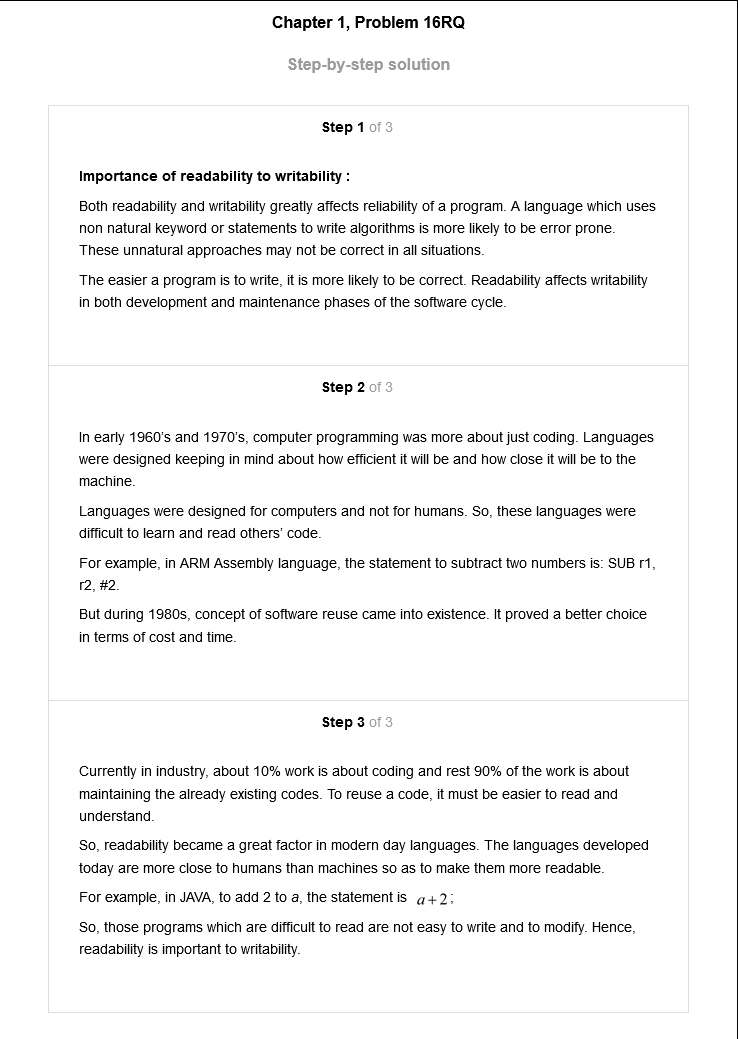 Chapter 1, Problem 16RQ
Step-by-step solution
Step 1 of 3
Importance of readability to writability :
Both readability and writability greatly affects reliability of a program. A language which uses
non natural keyword or statements to write algorithms is more likely to be error prone.
These unnatural approaches may not be correct in all situations.
The easier a program is to write, it is more likely to be correct. Readability affects writability
in both development and maintenance phases of the software cycle.
Step 2 of 3
In early 1960's and 1970's, computer programming was more about just coding. Languages
were designed keeping in mind about how efficient it will be and how close it will be to the
machine.
Languages were designed for computers and not for humans. So, these languages were
difficult to learn and read others' code.
For example, in ARM Assembly language, the statement to subtract two numbers is: SUB r1,
r2, #2.
But during 1980s, concept of software reuse came into existence. It proved a better choice
in terms of cost and time.
Step 3 of 3
Currently in industry, about 10% work is about coding and rest 90% of the work is about
maintaining the already existing codes. To reuse a code, it must be easier to read and
understand.
So, readability became a great factor in modern day languages. The languages developed
today are more close to humans than machines so as to make them more readable.
For example, in JAVA, to add 2 to a, the statement is a+2;
So, those programs which are difficult to read are not easy to write and to modify. Hence,
readability is important to writability.